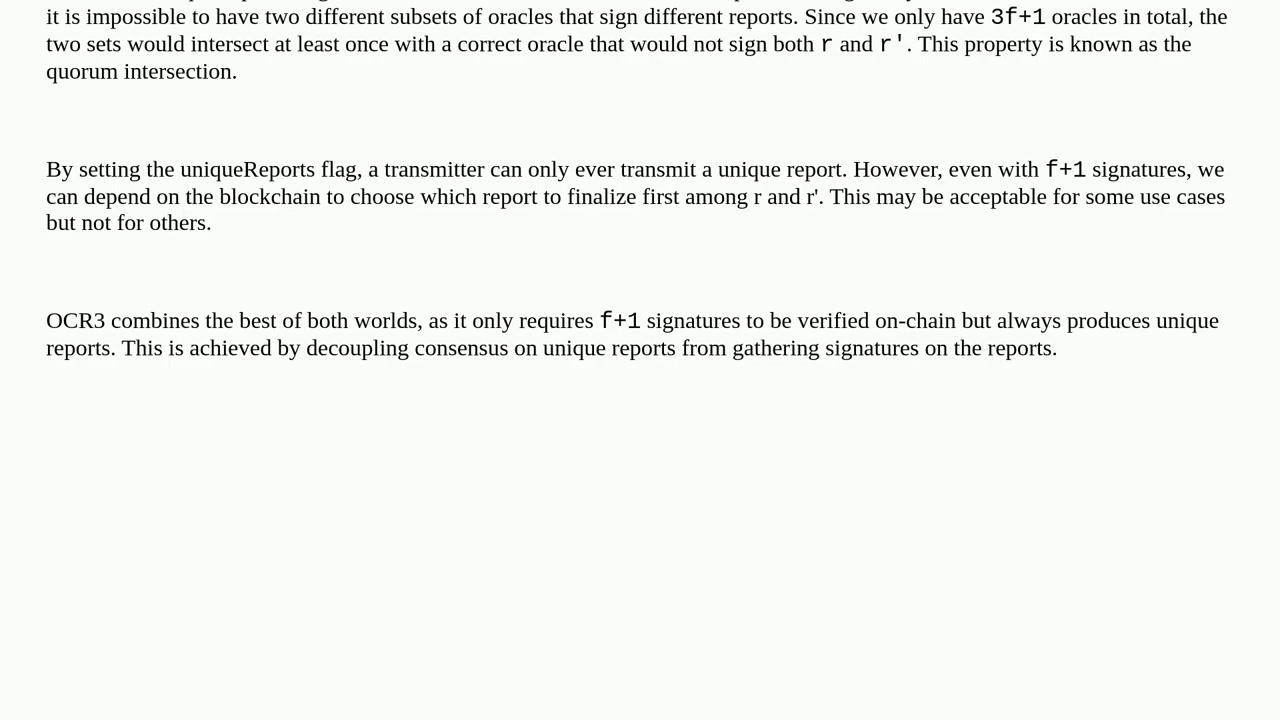 it is impossible to have two different subsets of oracles that sign different reports. Since we only have 3f+1 oracles in total, the
two sets would intersect at least once with a correct oracle that would not sign both r and r'. This property is known as the
quorum intersection.
By setting the uniqueReports flag, a transmitter can only ever transmit a unique report. However, even with f+1 signatures, we
can depend on the blockchain to choose which report to finalize first among r and r'. This may be acceptable for some use cases
but not for others.
OCR3 combines the best of both worlds, as it only requires f+1 signatures to be verified on-chain but always produces unique
reports. This is achieved by decoupling consensus on unique reports from gathering signatures on the reports.